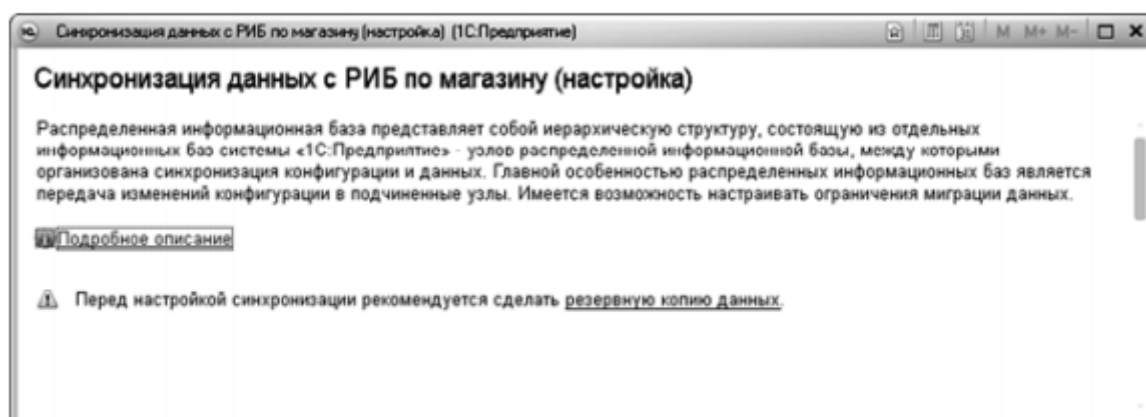 Синхронизация данных с РИБ по магазину (настройка) (1С:Предприятие)
M M+ M-
Синхронизация данных с РИБ по магазину (настройка)
Распределенная информационная база представляет собой иерархическую структуру, состоящую из отдельных
информационных баз системы «1С:Предприятие» - узлов распределенной информационной базы, между которыми
организована синхронизация конфигурации и данных. Главной особенностью распределенных информационных баз является
передача изменений конфигурации в подчиненные узлы. Имеется возможность настраивать ограничения миграции данных.
Подробное описание
Перед настройкой синхронизации рекомендуется сделать резервную копию данных.